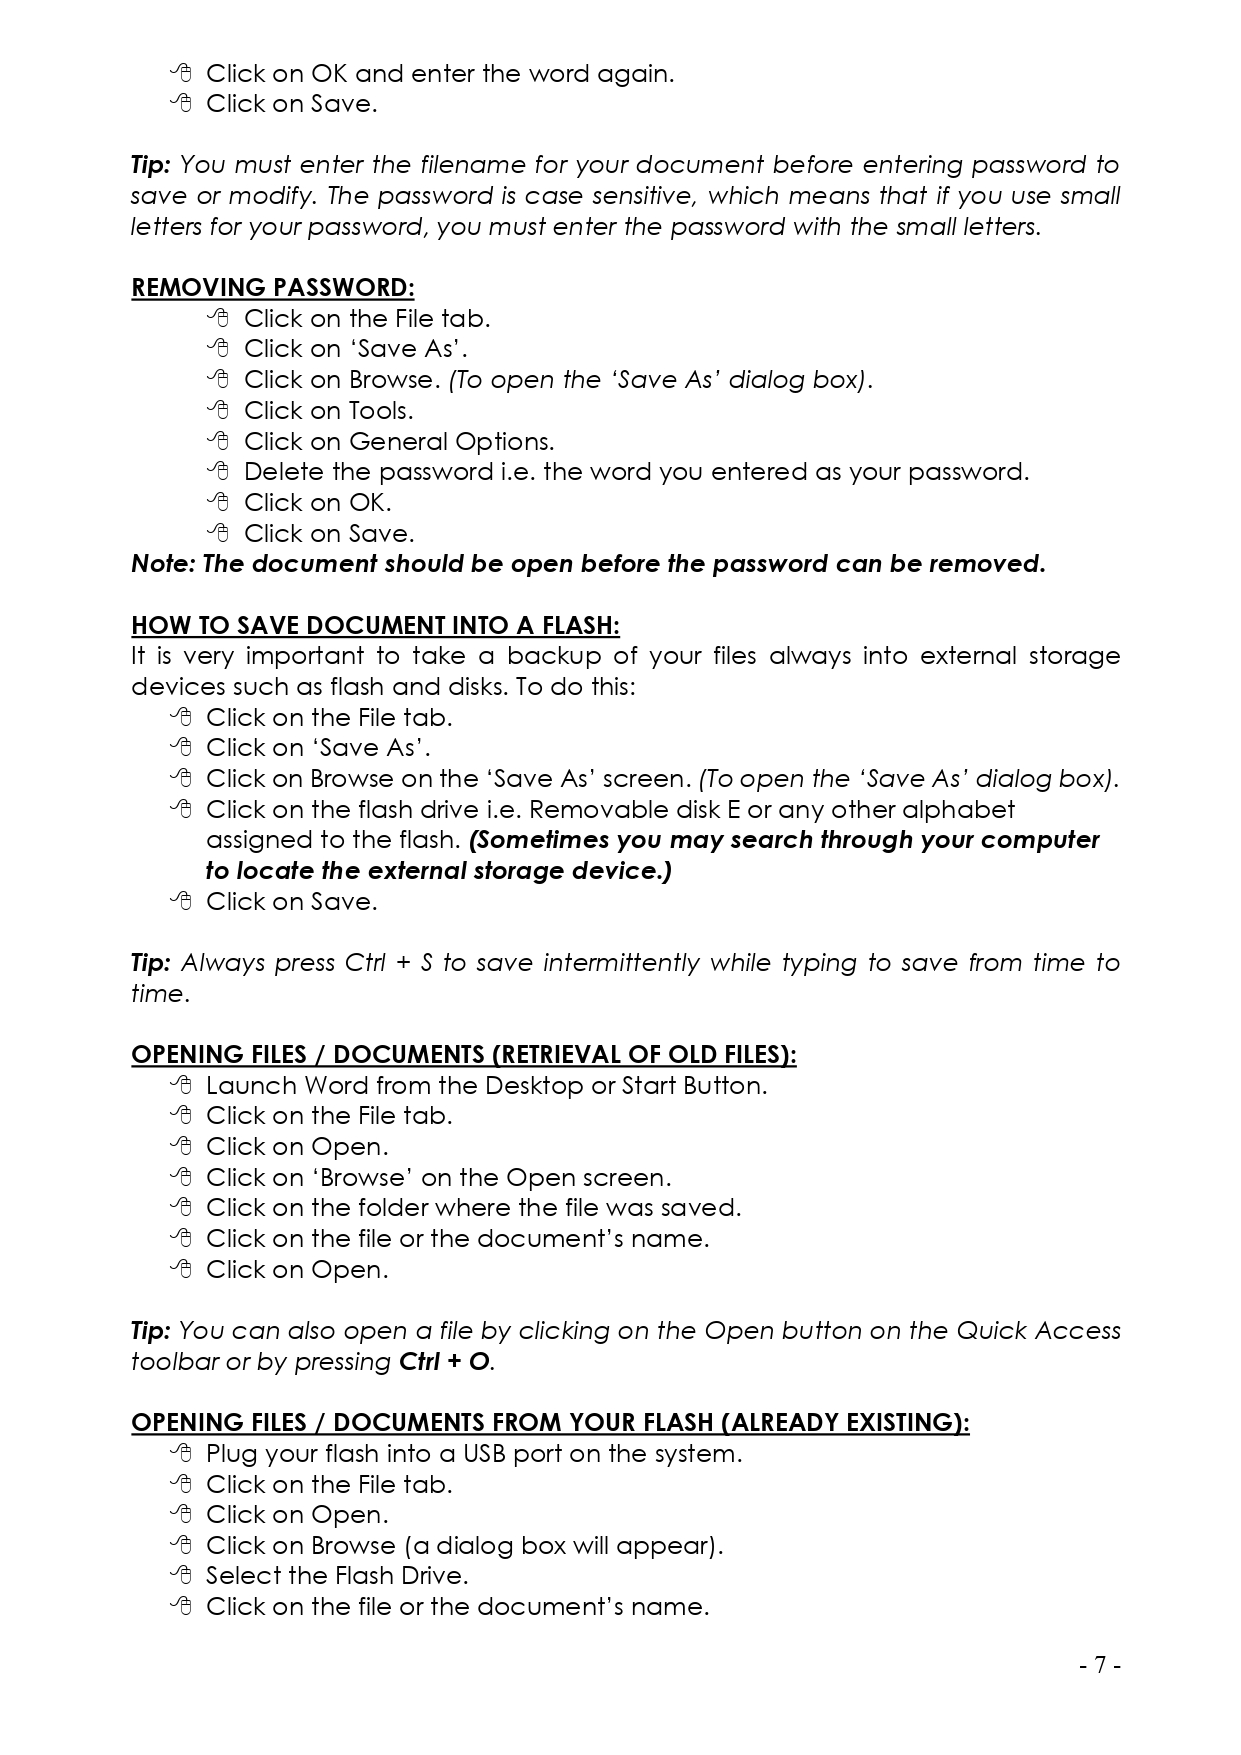 Click on OK and enter the word again.
Click on Save.
Tip: You must enter the filename for your document before entering password to
save or modify. The password is case sensitive, which means that if you use small
letters for your password, you must enter the password with the small letters.
REMOVING PASSWORD:
Click on the File tab.
Click on ‘Save As’.
Click on Browse. (To open the ‘Save As’ dialog box).
Click on Tools.
Click on General Options.
Delete the password i.e. the word you entered as your password.
Click on OK.
Click on Save.
Note: The document should be open before the password can be removed.
HOW TO SAVE DOCUMENT INTO A FLASH:
It is very important to take a backup of your files always into external storage
devices such as flash and disks. To do this:
Click on the File tab.
Click on ‘Save As’.
Click on Browse on the ‘Save As’ screen. (To open the ‘Save As’ dialog box).
Click on the flash drive i.e. Removable disk E or any other alphabet
assigned to the flash. (Sometimes you may search through your computer
to locate the external storage device.)
Click on Save.
Tip: Always press Ctrl + S to save intermittently while typing to save from time to
time.
OPENING FILES / DOCUMENTS (RETRIEVAL OF OLD FILES):
Launch Word from the Desktop or Start Button.
Click on the File tab.
Click on Open.
Click on ‘Browse’ on the Open screen.
Click on the folder where the file was saved.
Click on the file or the document’s name.
Click on Open.
Tip: You can also open a file by clicking on the Open button on the Quick Access
toolbar or by pressing Ctrl + O.
OPENING FILES / DOCUMENTS FROM YOUR FLASH (ALREADY EXISTING):
Plug your flash into a USB port on the system.
Click on the File tab.
Click on Open.
Click on Browse (a dialog box will appear).
Select the Flash Drive.
Click on the file or the document’s name.
- 7 -